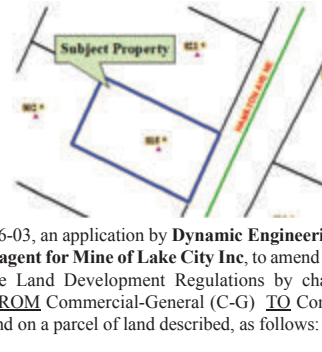 Subject Property
6-03, an application by Dynamic Engineeri
agent for Mine of Lake City Inc, to amend
e Land Development Regulations by cha
ROM Commercial-General (C-G) TO Com
nd on a parcel of land described, as follows: